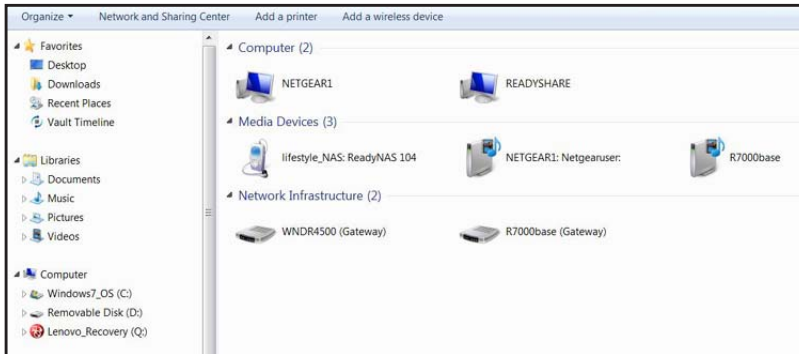 Organize Network and Sharing Center Add a printer Add a wireless device
Favorites
Desktop
Downloads
Recent Places
Vault Timeline
Libraries
Documents
Music
Pictures
Videos
Computer
Windows7_OS (C:)
Removable Disk (D:)
Lenovo_Recovery (Q:)
Computer (2)
NETGEAR1 READYSHARE
Media Devices (3)
lifestyle_NAS: ReadyNAS 104 NETGEAR1: Netgearuser: R7000base
Network Infrastructure (2)
WNDR4500 (Gateway) R7000base (Gateway)